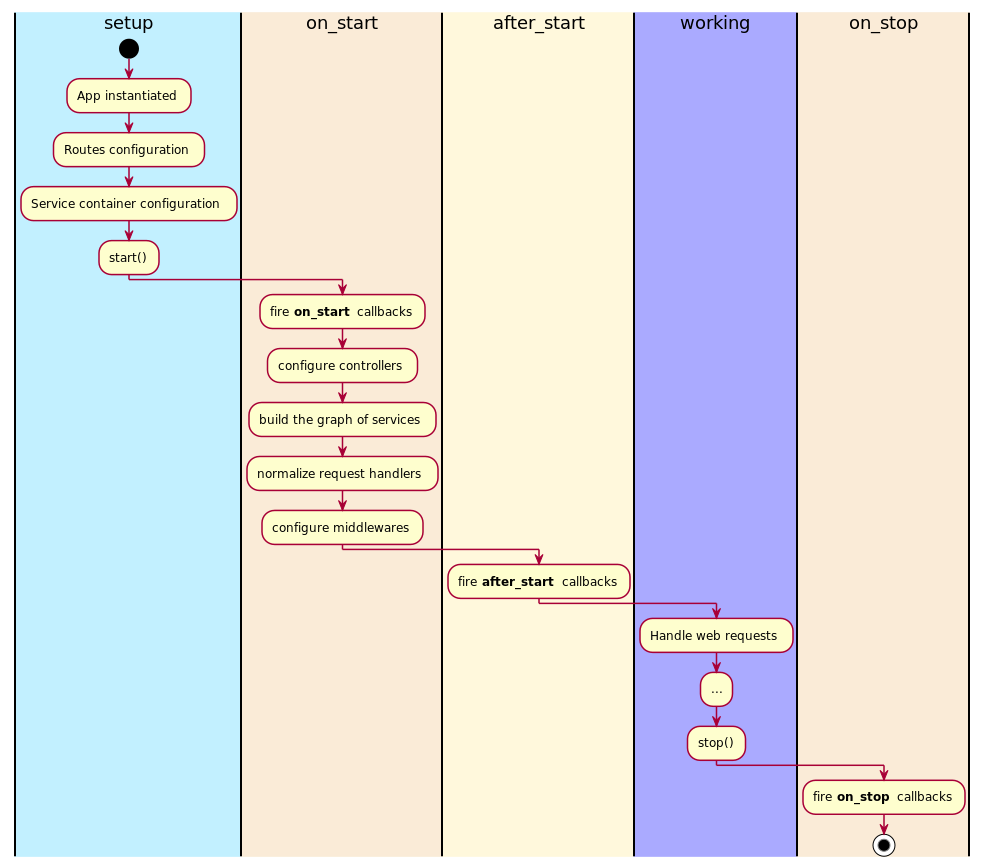 setup
on_start
after_start
working
on_stop
App instantiated
Routes configuration
Service container configuration
start()
fire on_start callbacks
configure controllers
build the graph of services
normalize request handlers
configure middlewares
fire after_start callbacks
Handle web requests
...
stop()
fire on_stop callbacks